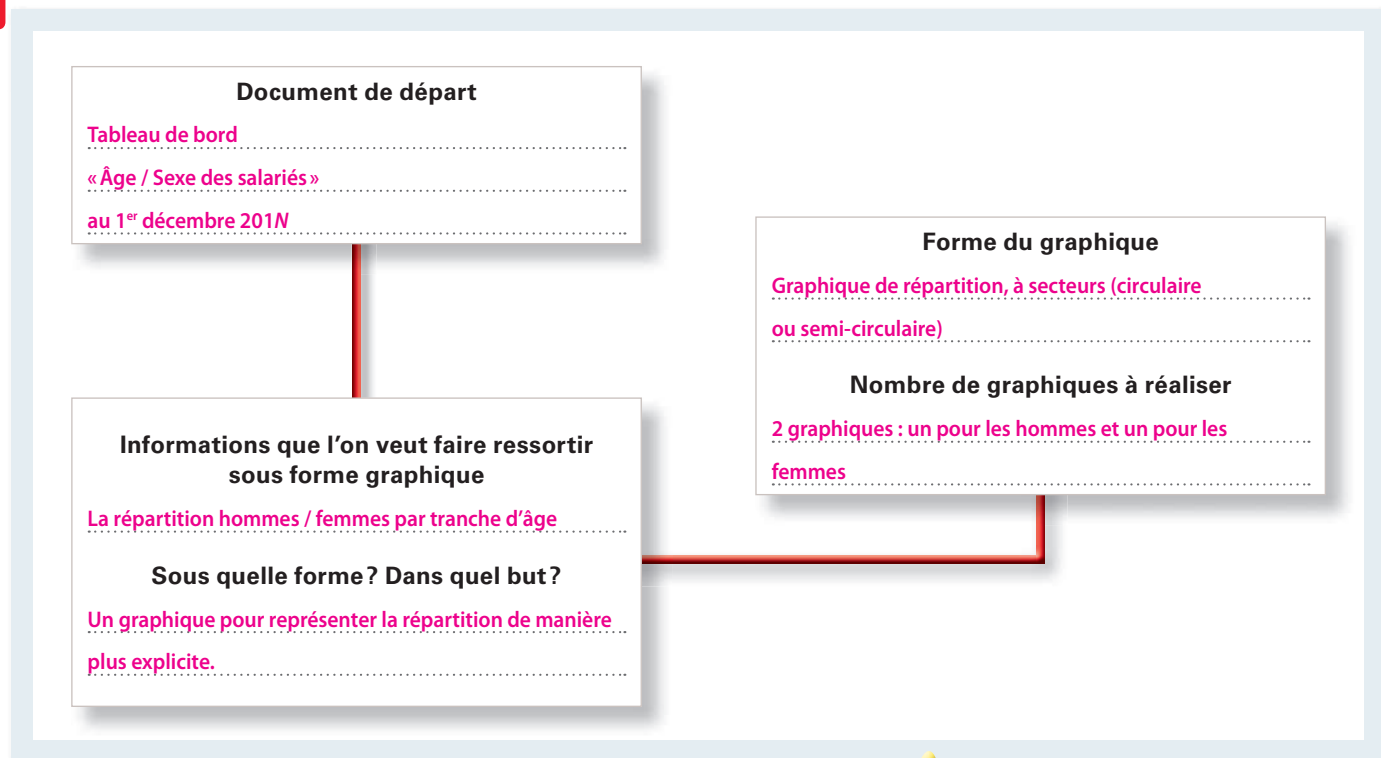 Document de départ
Tableau de bord
« Âge / Sexe des salariés »
au 1er décembre 201N
Informations que l'on veut faire ressortir
sous forme graphique
La répartition hommes / femmes par tranche d'âge
Sous quelle forme ? Dans quel but ?
Un graphique pour représenter la répartition de manière
plus explicite.
Forme du graphique
Graphique de répartition, à secteurs (circulaire
ou semi-circulaire)
Nombre de graphiques à réaliser
2 graphiques : un pour les hommes et un pour les
femmes